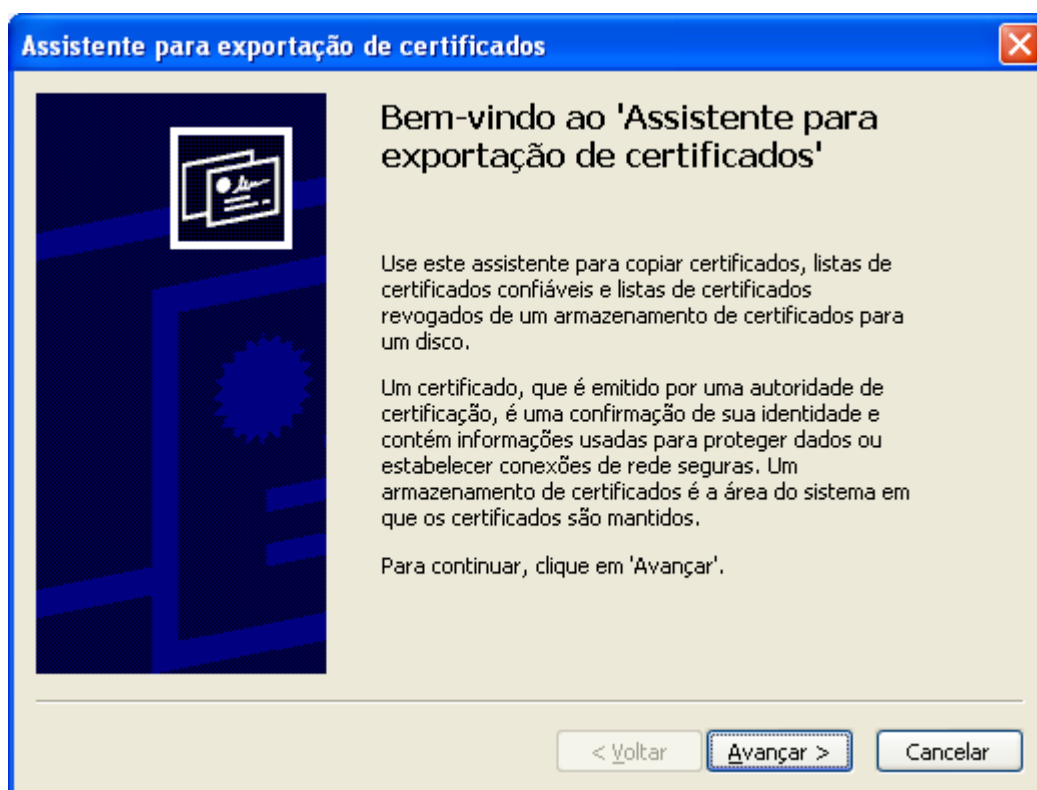 Assistente para exportação de certificados
Bem-vindo ao 'Assistente para
exportação de certificados'
Use este assistente para copiar certificados, listas de
certificados confiáveis e listas de certificados
revogados de um armazenamento de certificados para
um disco.
Um certificado, que é emitido por uma autoridade de
certificação, é uma confirmação de sua identidade e
contém informações usadas para proteger dados ou
estabelecer conexões de rede seguras. Um
armazenamento de certificados é a área do sistema em
que os certificados são mantidos.
Para continuar, clique em 'Avançar'.
< Voltar Avançar > Cancelar